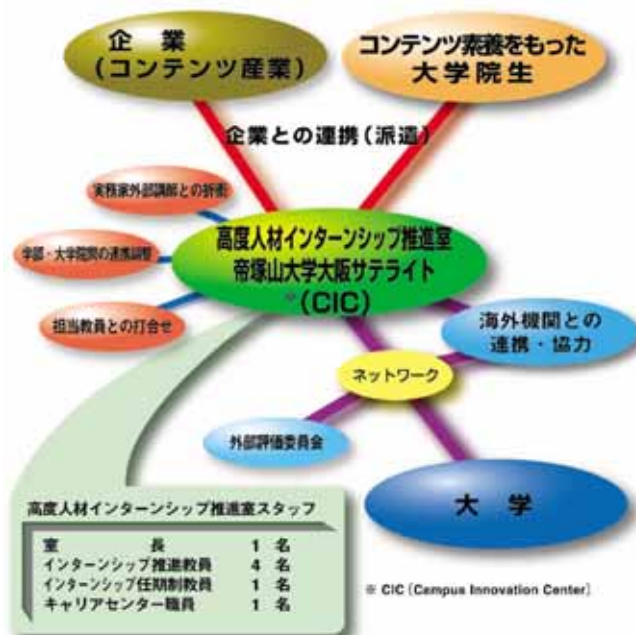 企 業
(コンテンツ産業)
コンテンツ素養をもった
大学院生
企業との連携(派遣)
実務家外部講師との折衝
学部・大学院間の連携調整
担当教員との打合せ
高度人材インターンシップ推進室
帝塚山大学大阪サテライト
※(CIC)
海外機関との
連携・協力
ネットワーク
外部評価委員会
大 学
高度人材インターンシップ推進室スタッフ
室 長 1 名
インターンシップ推進教員 4 名
インターンシップ任期制教員 1 名
キャリアセンター職員 1 名
※ CIC (Campus Innovation Center)